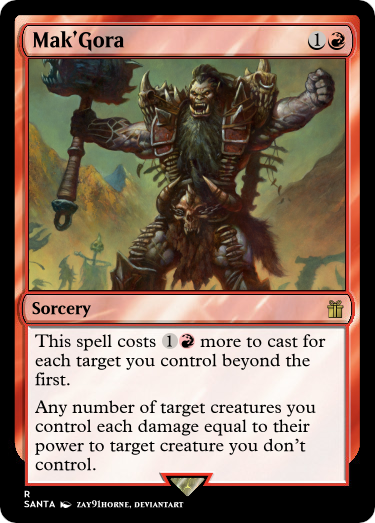 Mak'Gora 1
Sorcery
This spell costs 1 more to cast for
each target you control beyond the
first.
Any number of target creatures you
control each damage equal to their
power to target creature you don't
control.
R
SANTA ZAY91HORNE, DEVIANTART